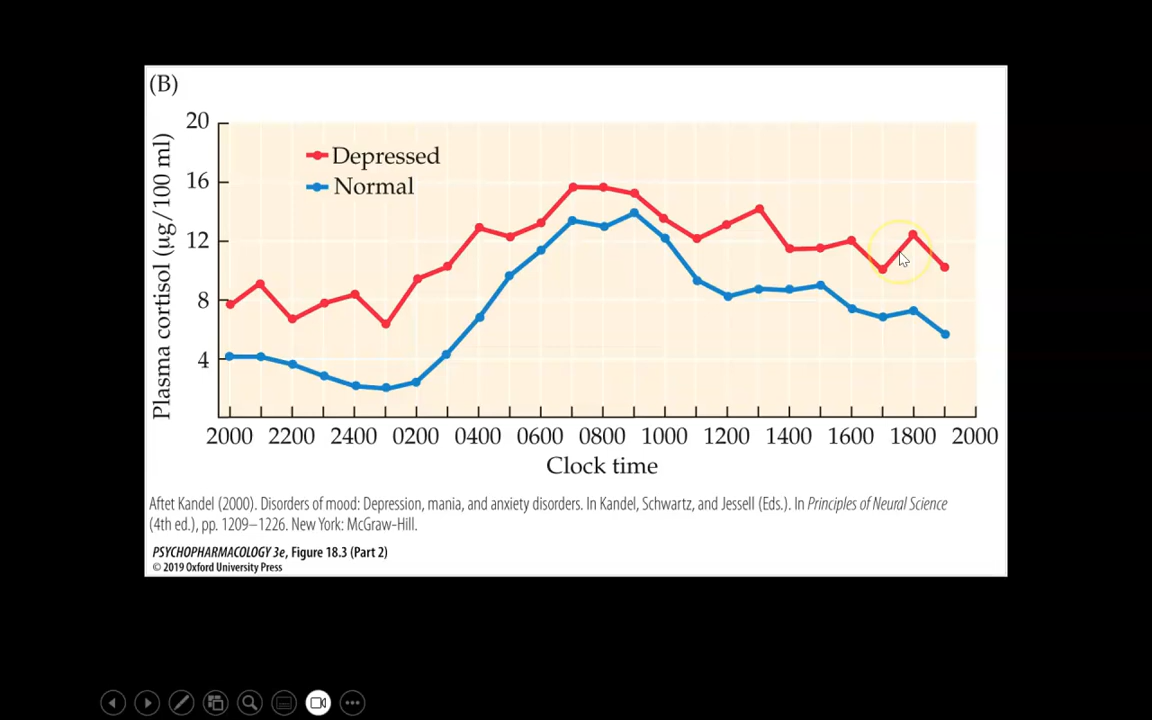 (B)
20
16
12
8
4
Plasma cortisol (µg/100 ml)
Depressed
Normal
2000 2200 2400 0200 0400 0600 0800 1000 1200 1400 1600 1800 2000
Clock time
Aftet Kandel (2000). Disorders of mood: Depression, mania, and anxiety disorders. In Kandel, Schwartz, and Jessell (Eds.). In Principles of Neural Science
(4th ed.), pp. 1209–1226. New York: McGraw-Hill.
PSYCHOPHARMACOLOGY 3e, Figure 18.3 (Part 2)
© 2019 Oxford University Press